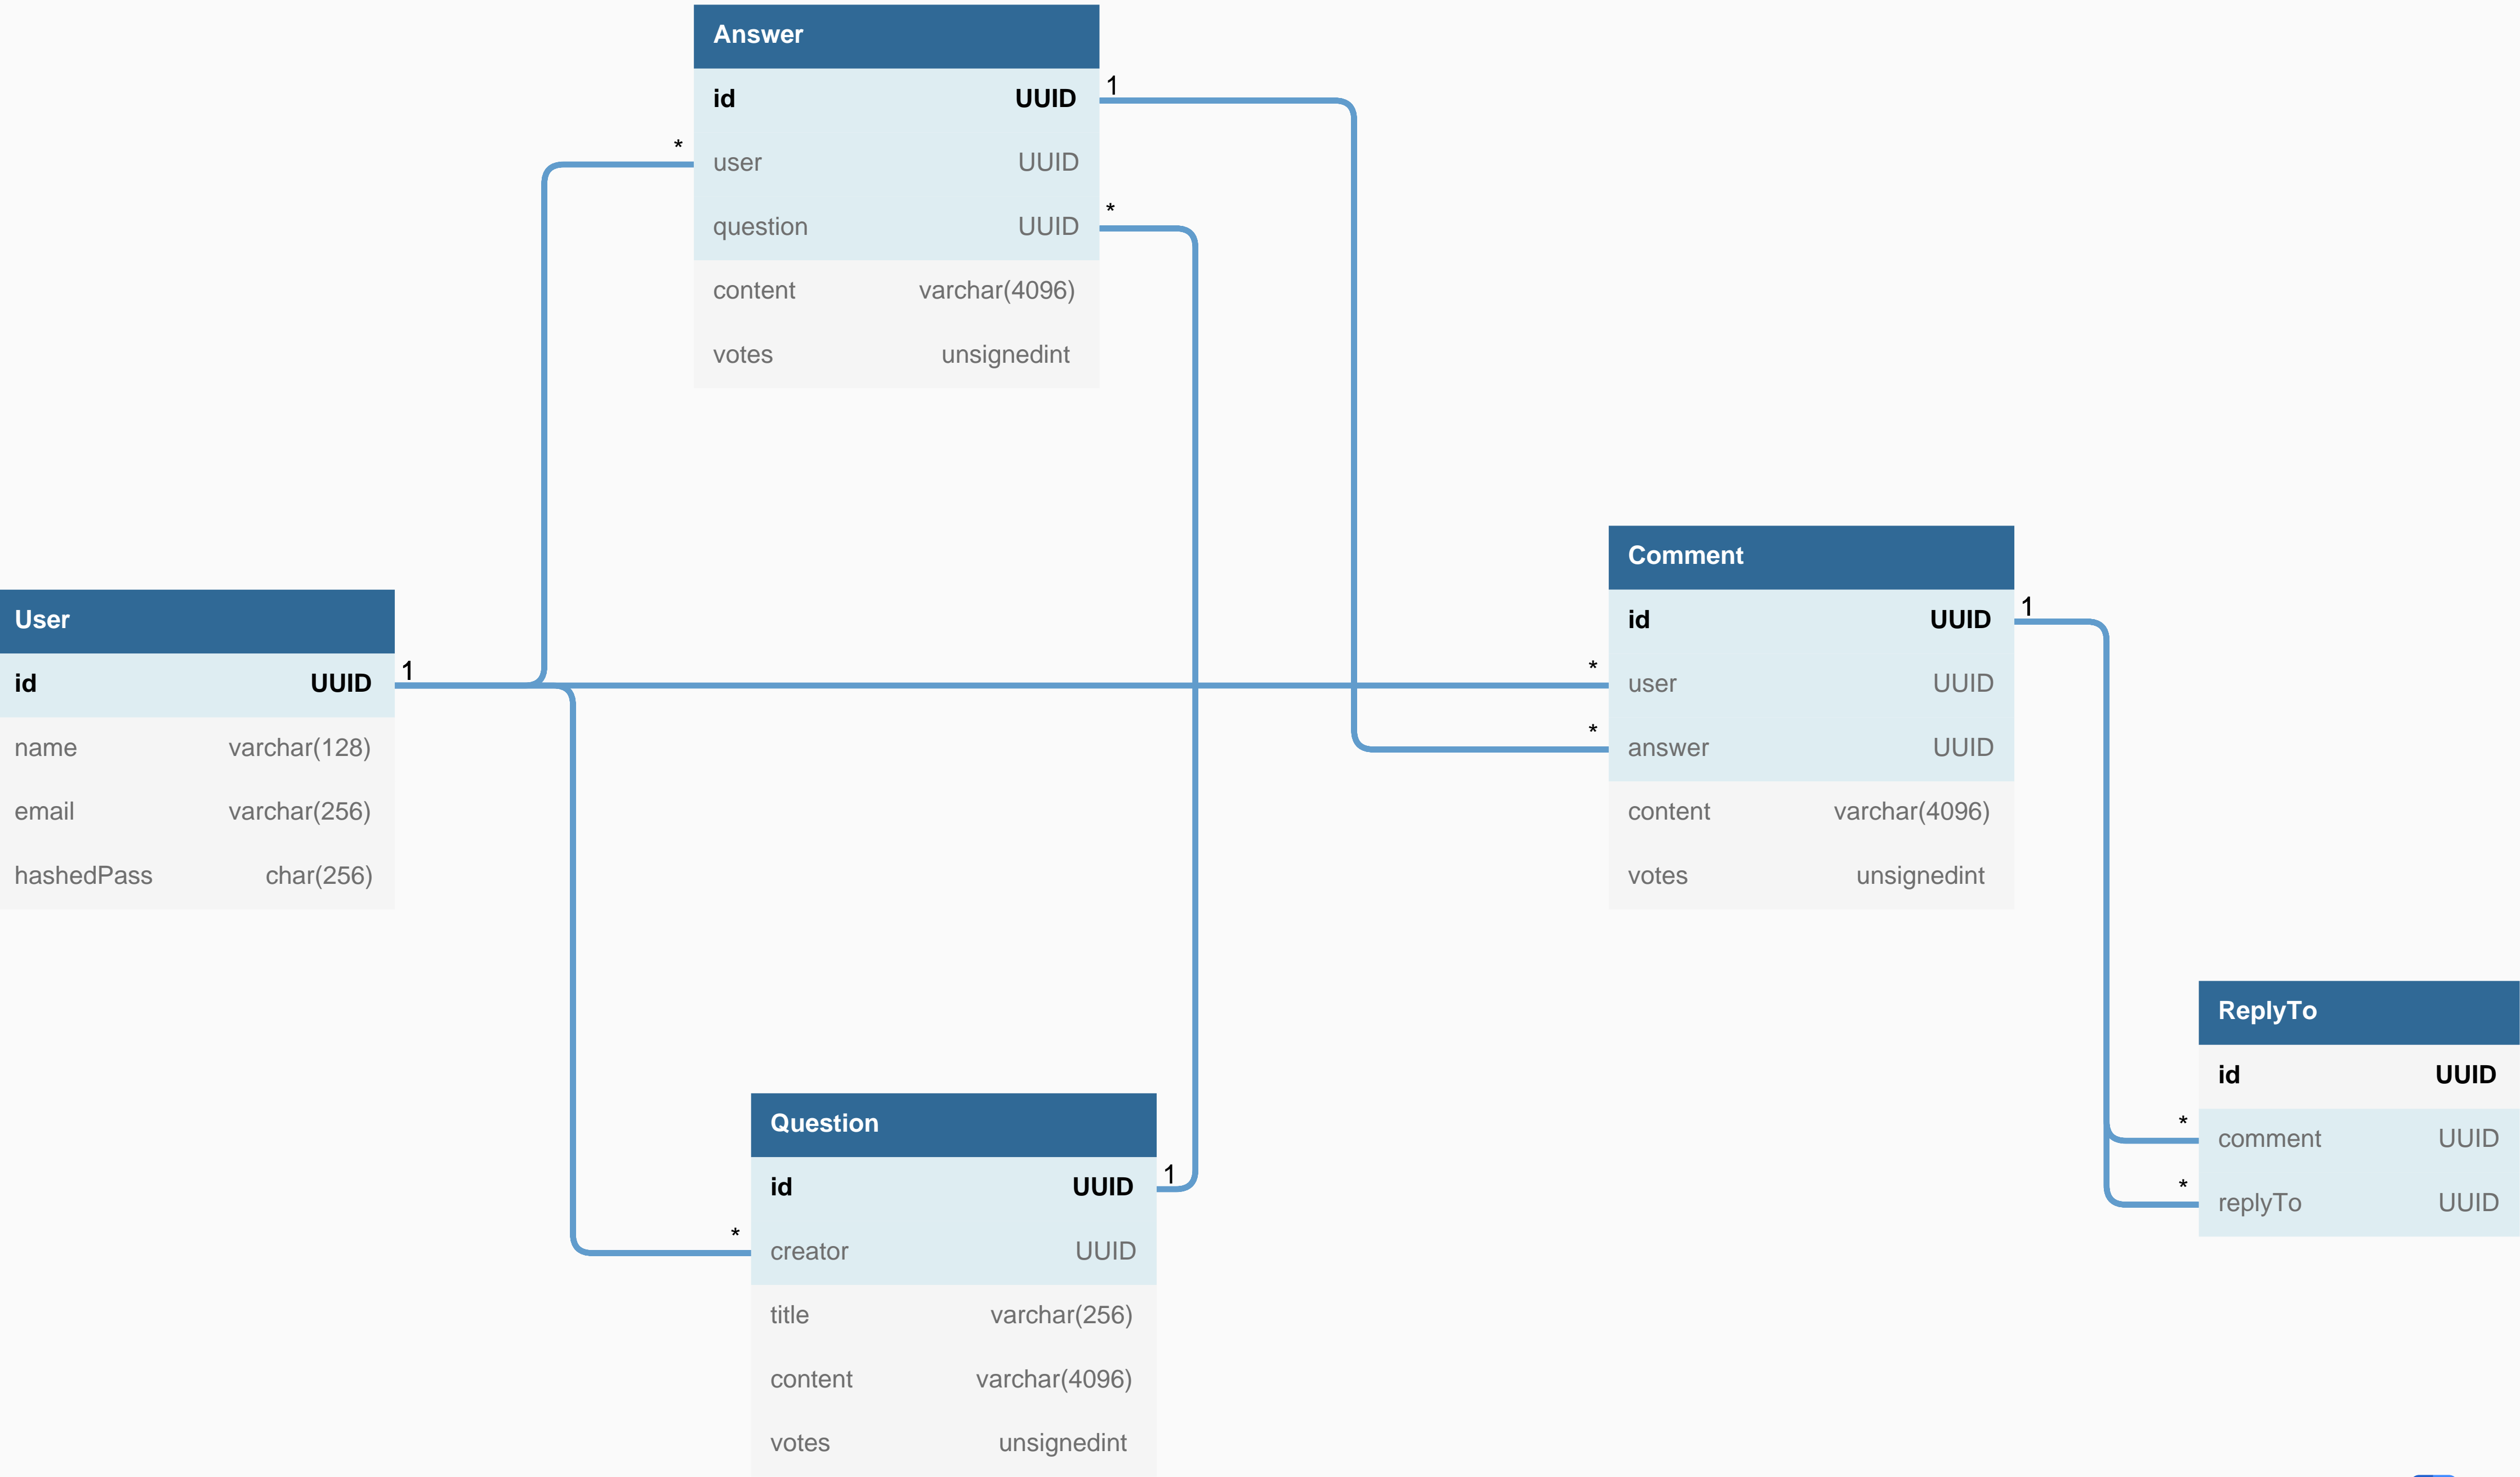 Answer
id UUID
user UUID
question UUID
content varchar(4096)
votes unsignedint
1
*
*
User
id UUID
name varchar(128)
email varchar(256)
hashedPass char(256)
1
Comment
id UUID
user UUID
answer UUID
content varchar(4096)
votes unsignedint
1
*
*
Question
id UUID
creator UUID
title varchar(256)
content varchar(4096)
votes unsignedint
1
*
ReplyTo
id UUID
comment UUID
replyTo UUID
*
*